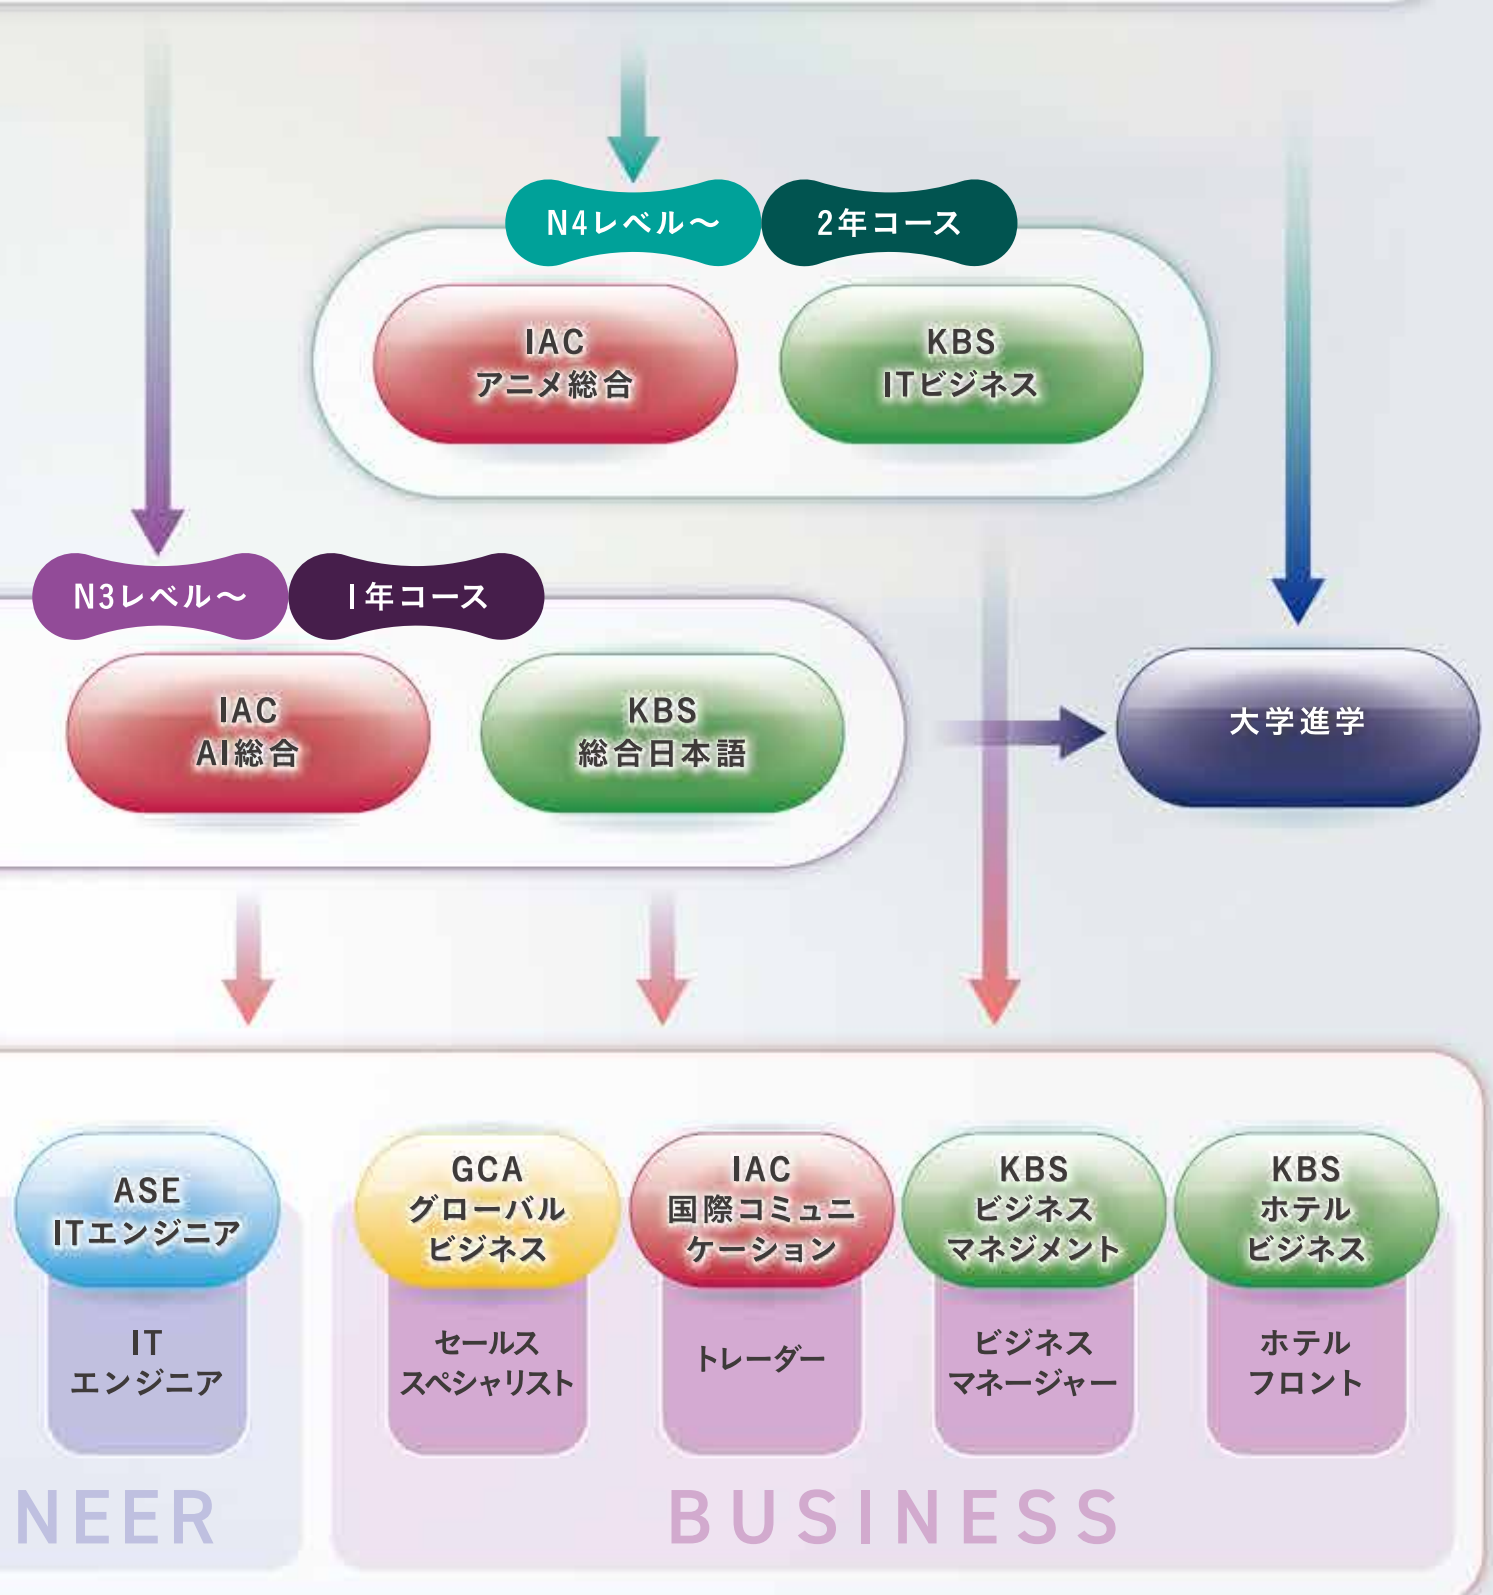 N4レベル〜
2年コース
IAC
アニメ総合
KBS
ITビジネス
N3レベル〜
1年コース
IAC
AI総合
KBS
総合日本語
大学進学
ASE
ITエンジニア
IT
エンジニア
GCA
グローバル
ビジネス
セールス
スペシャリスト
IAC
国際コミュニ
ケーション
トレーダー
KBS
ビジネス
マネジメント
ビジネス
マネージャー
KBS
ホテル
ビジネス
ホテル
フロント
NEER
BUSINESS